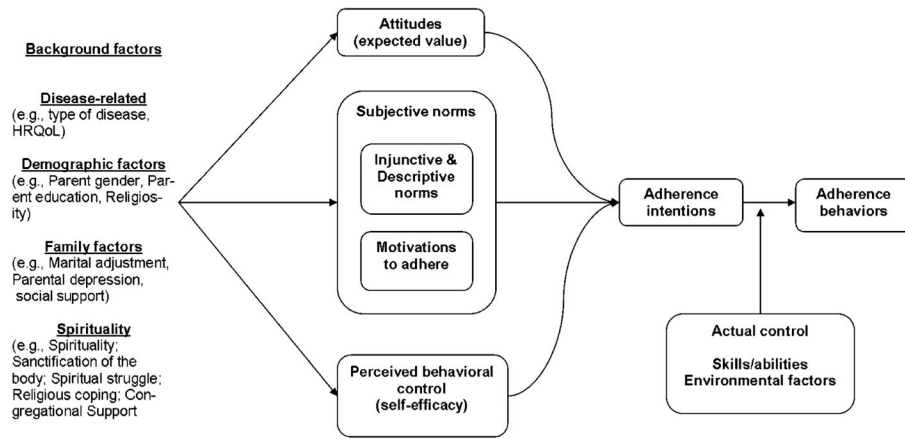 Background factors
Disease-related
(e.g., type of disease,
HRQoL)
Demographic factors
(e.g., Parent gender, Par-
ent education, Religios-
ity)
Family factors
(e.g., Marital adjustment,
Parental depression,
social support)
Spirituality
(e.g., Spirituality;
Sanctification of the
body; Spiritual struggle;
Religious coping; Con-
gregational Support
Attitudes
(expected value)
Subjective norms
Injunctive &
Descriptive
norms
Motivations
to adhere
Perceived behavioral
control
(self-efficacy)
Adherence
intentions
Adherence
behaviors
Actual control
Skills/abilities
Environmental factors